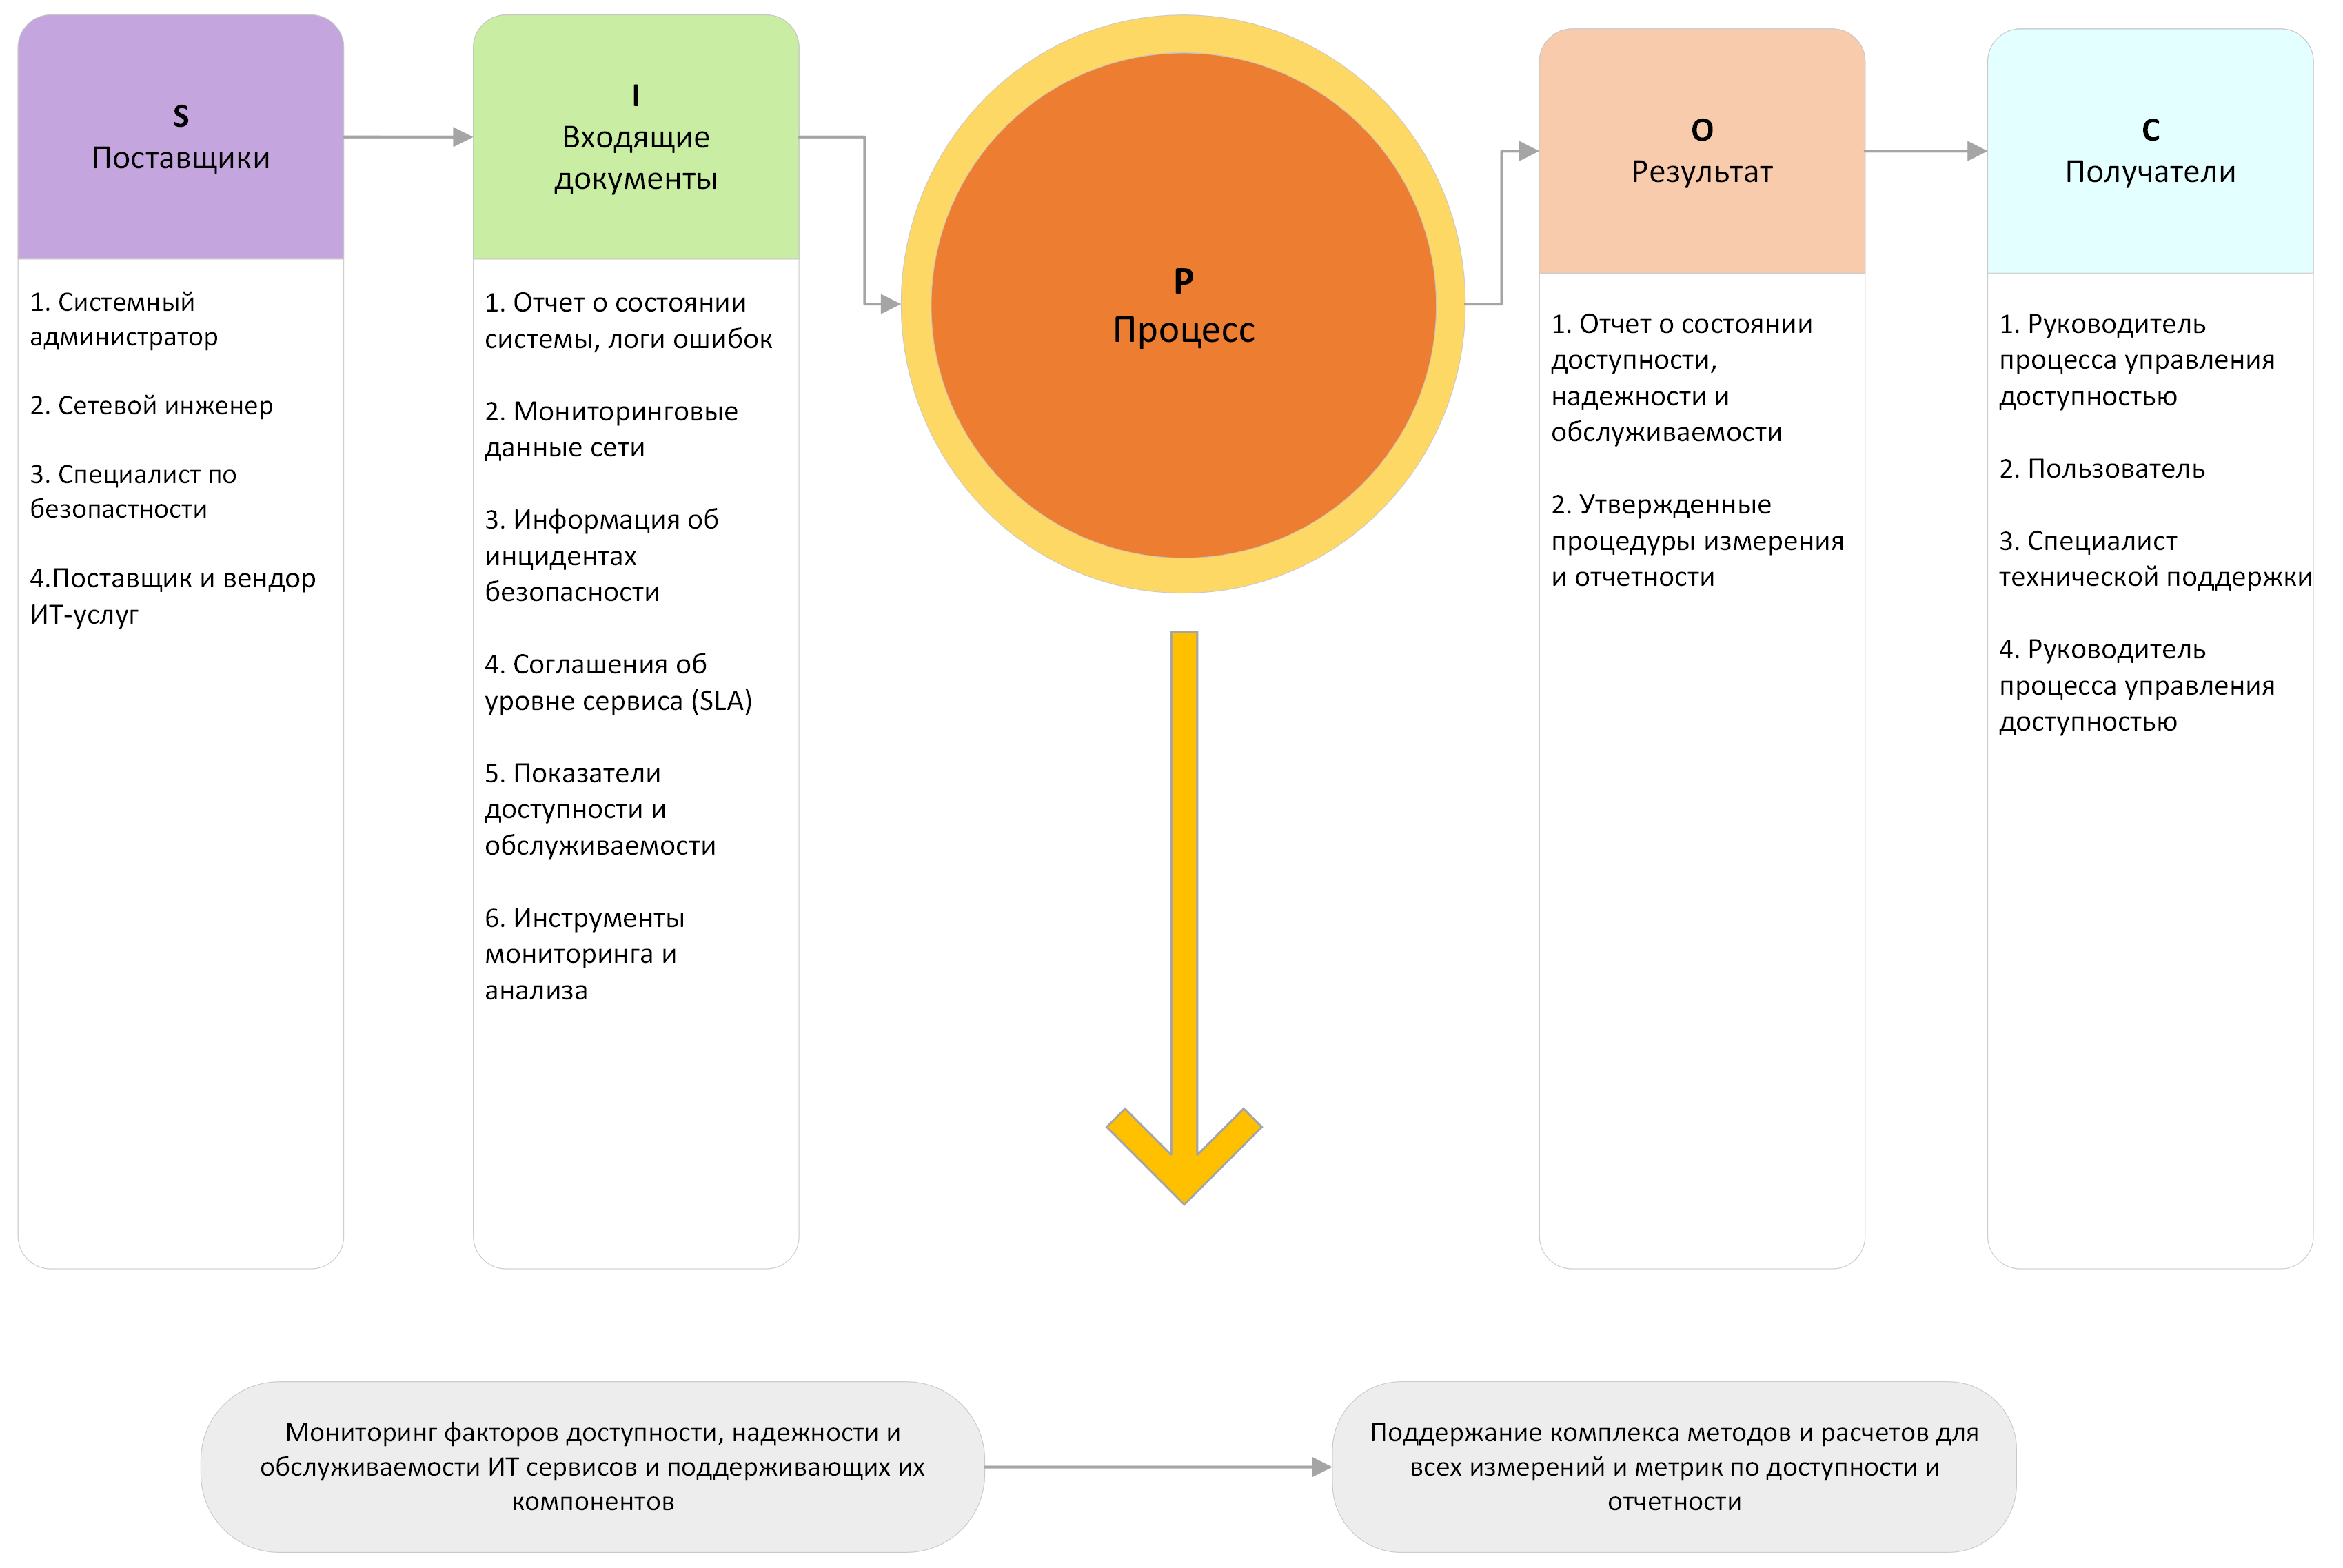 S
Поставщики
1. Системный
администратор
2. Сетевой инженер
3. Специалист по
безопастности
4.Поставщик и вендор
ИТ-услуг
I
Входящие
документы
1. Отчет о состоянии
системы, логи ошибок
2. Мониторинговые
данные сети
3. Информация об
инцидентах
безопасности
4. Соглашения об
уровне сервиса (SLA)
5. Показатели
доступности и
обслуживаемости
6. Инструменты
мониторинга и
анализа
P
Процесс
O
Результат
1. Отчет о состоянии
доступности,
надежности и
обслуживаемости
2. Утвержденные
процедуры измерения
и отчетности
C
Получатели
1. Руководитель
процесса управления
доступностью
2. Пользователь
3. Специалист
технической поддержки
4. Руководитель
процесса управления
доступностью
Мониторинг факторов доступности, надежности и
обслуживаемости ИТ сервисов и поддерживающих их
компонентов
Поддержание комплекса методов и расчетов для
всех измерений и метрик по доступности и
отчетности